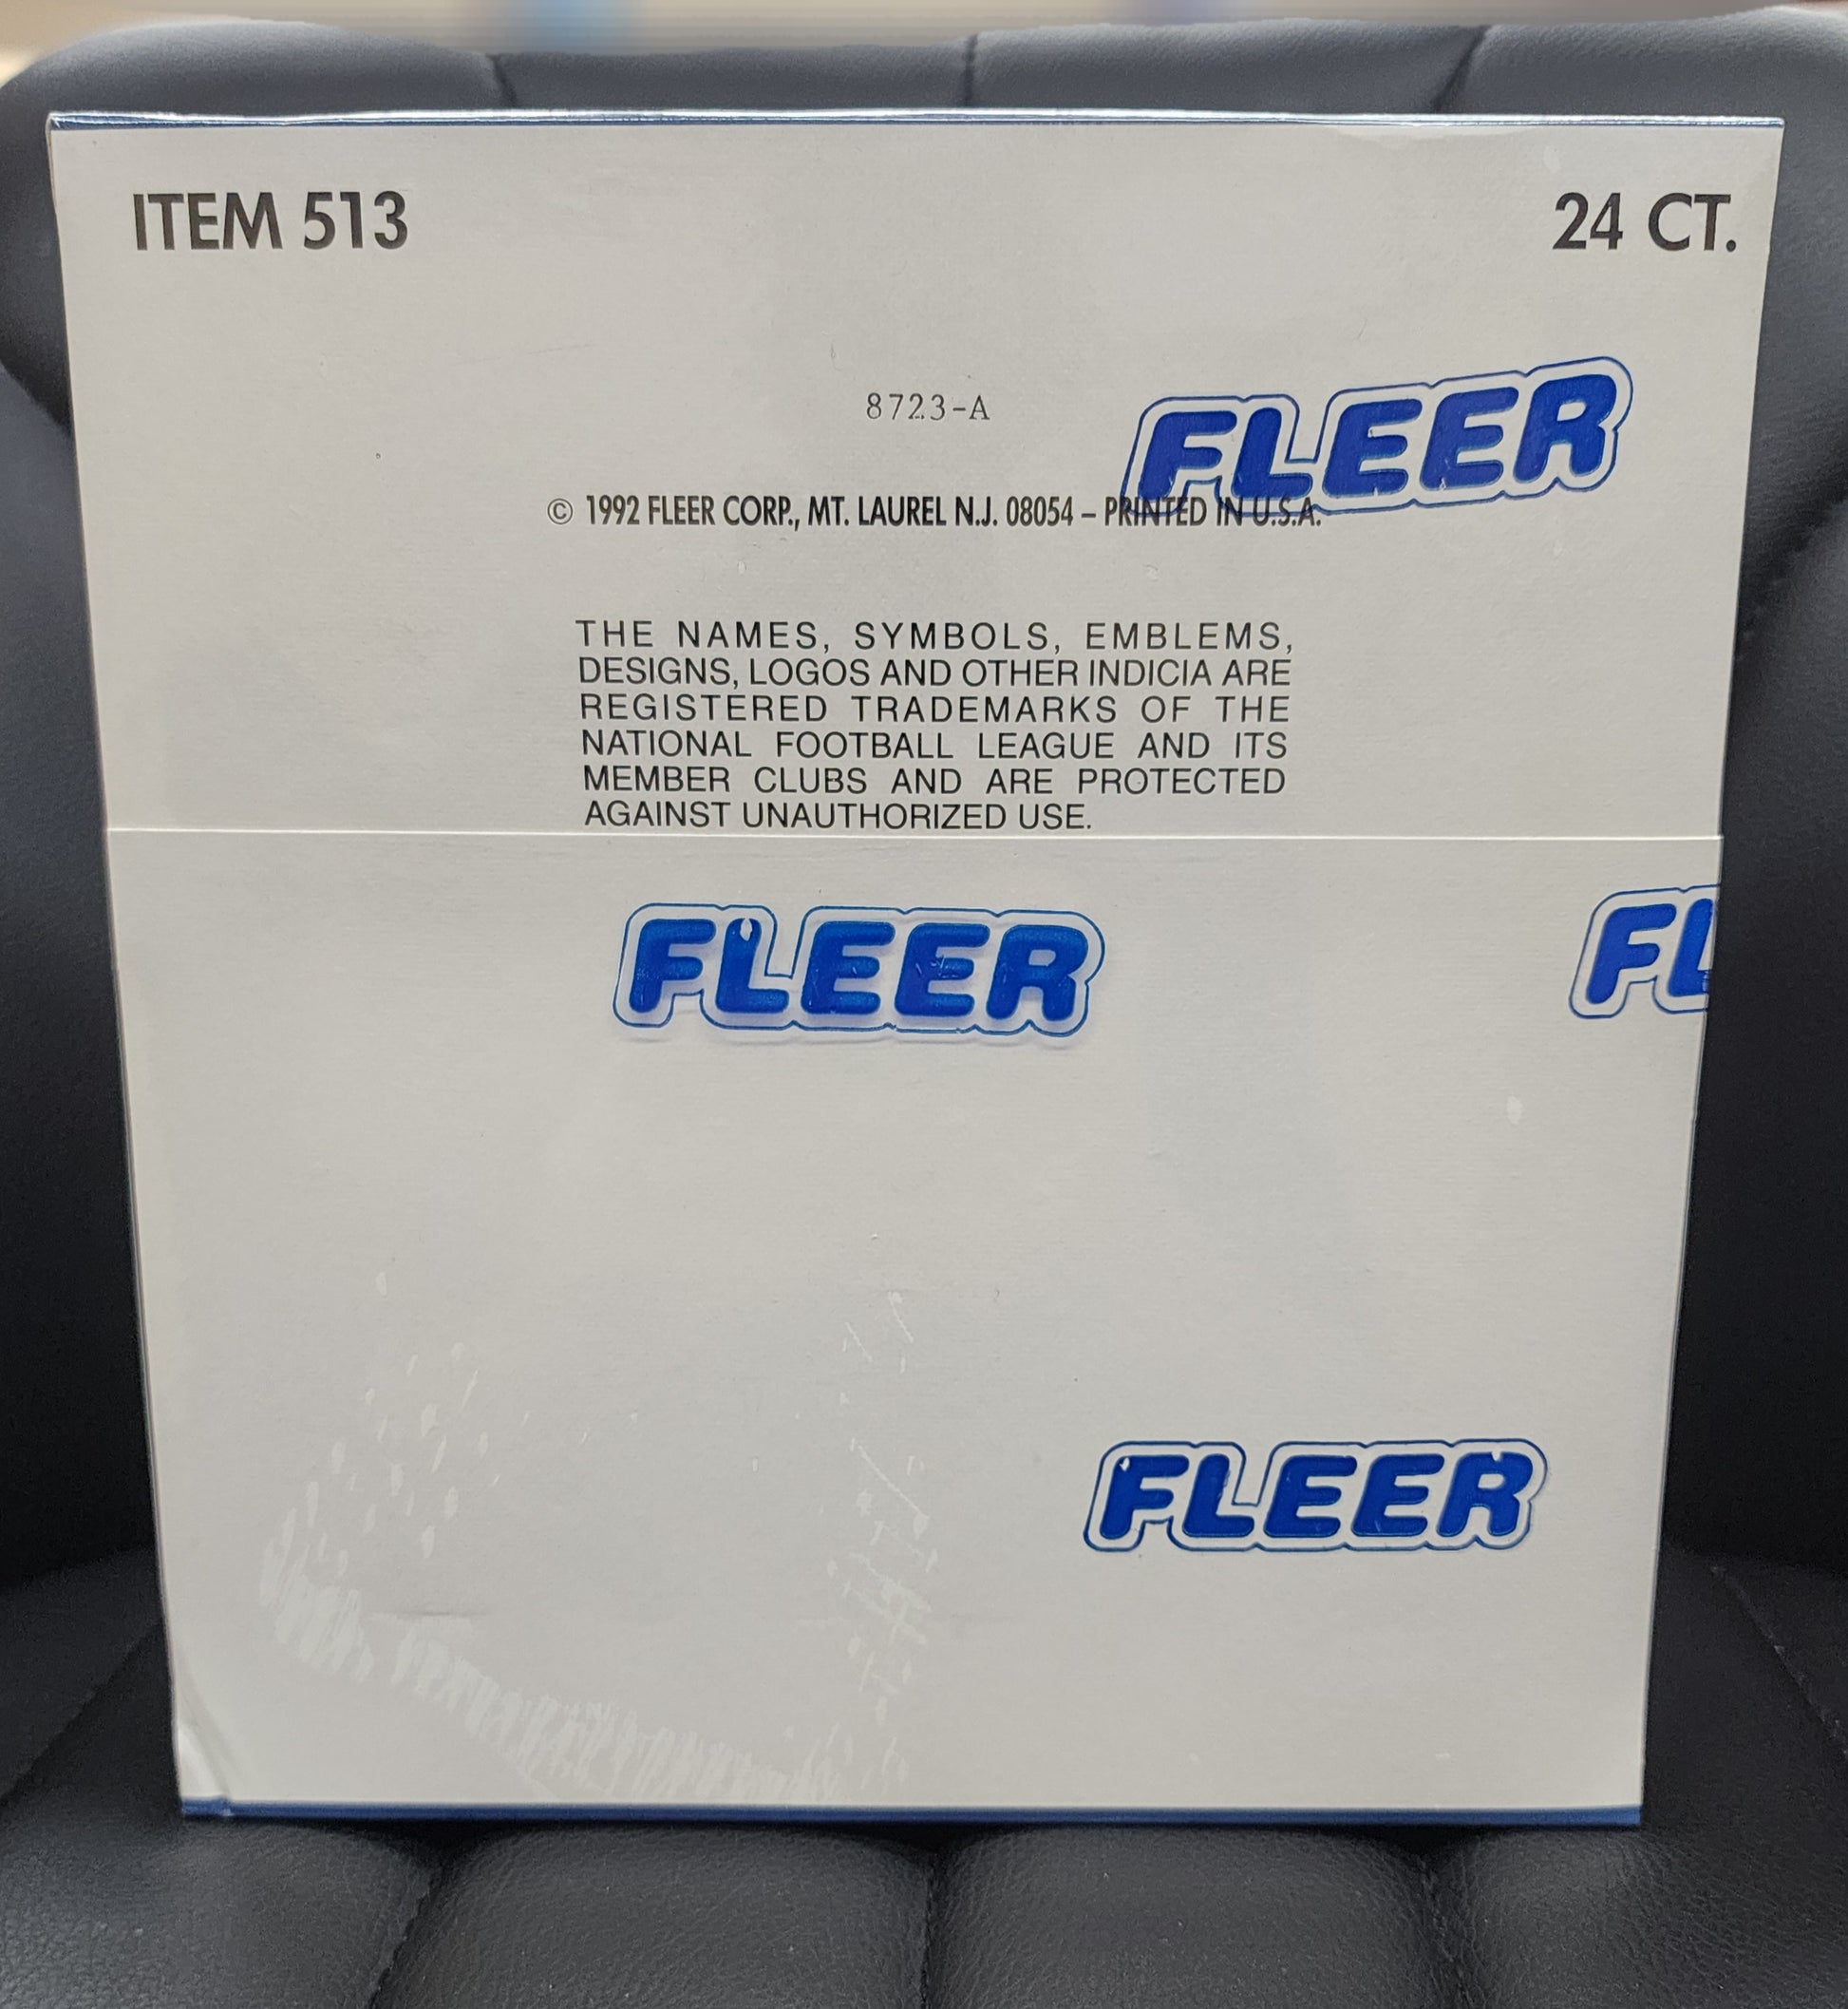 ITEM 513
24 CT.
8723-A
FLEER
© 1992 FLEER CORP., MT. LAUREL N.J. 08054 – PRINTED IN U.S.A.
THE NAMES, SYMBOLS, EMBLEMS,
DESIGNS, LOGOS AND OTHER INDICIA ARE
REGISTERED TRADEMARKS OF THE
NATIONAL FOOTBALL LEAGUE AND ITS
MEMBER CLUBS AND ARE PROTECTED
AGAINST UNAUTHORIZED USE.
FLEER
FL
FLEER